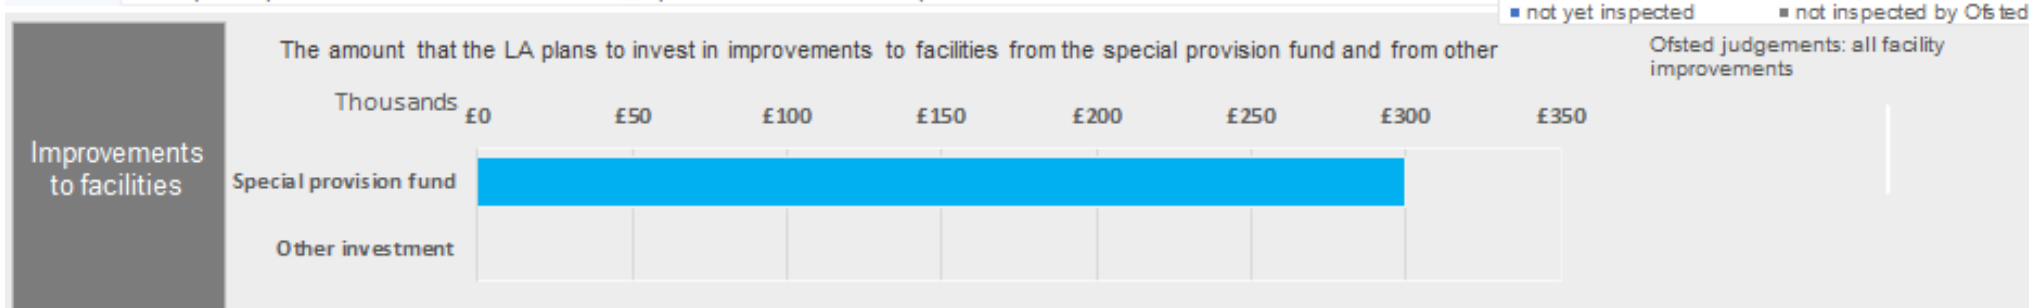 not yet inspected
not inspected by Ofsted
The amount that the LA plans to invest in improvements to facilities from the special provision fund and from other
Ofsted judgements: all facility
improvements
Thousands
£0 £50 £100 £150 £200 £250 £300 £350
Improvements
to facilities
Special provision fund
Other investment